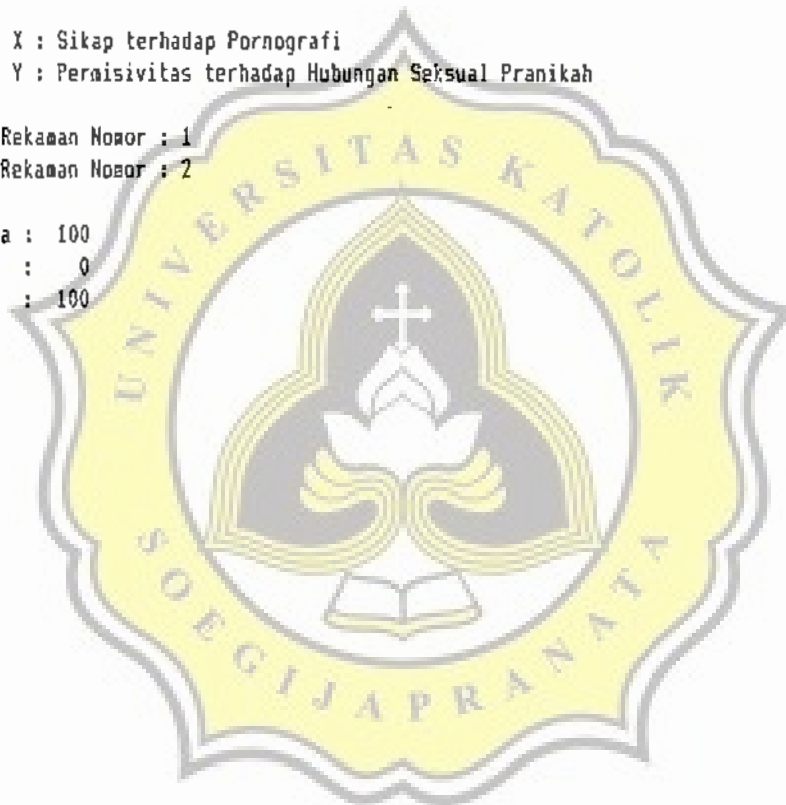 X : Sikap terhadap Pornografi
Y : Permisivitas terhadap Hubungan Seksual Pranikah
Rekaman Nomor : 1
Rekaman Nomor : 2
a : 100
: 0
: 100
UNIVERSITAS KATOLIK
SOEGIJAPRANATA